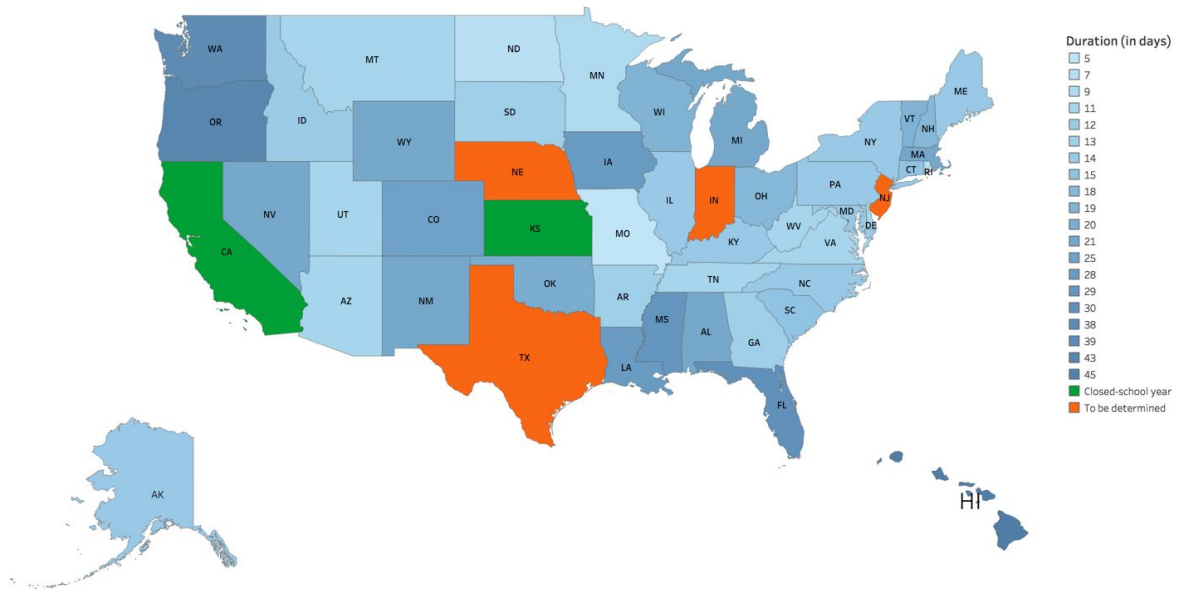 Duration (in days)
5
7
9
11
12
13
14
15
18
19
20
21
25
28
29
30
38
39
43
45
Closed-school year
To be determined
WA
MT
ND
MN
ME
OR
ID
SD
WI
MI
VT
NH
NY
MA
CT
RI
WY
IA
NE
PA
NJ
NV
UT
CO
KS
MO
IL
IN
OH
MD
DE
WV
VA
KY
CA
AZ
NM
OK
AR
TN
NC
SC
TX
LA
MS
AL
GA
FL
AK
HI